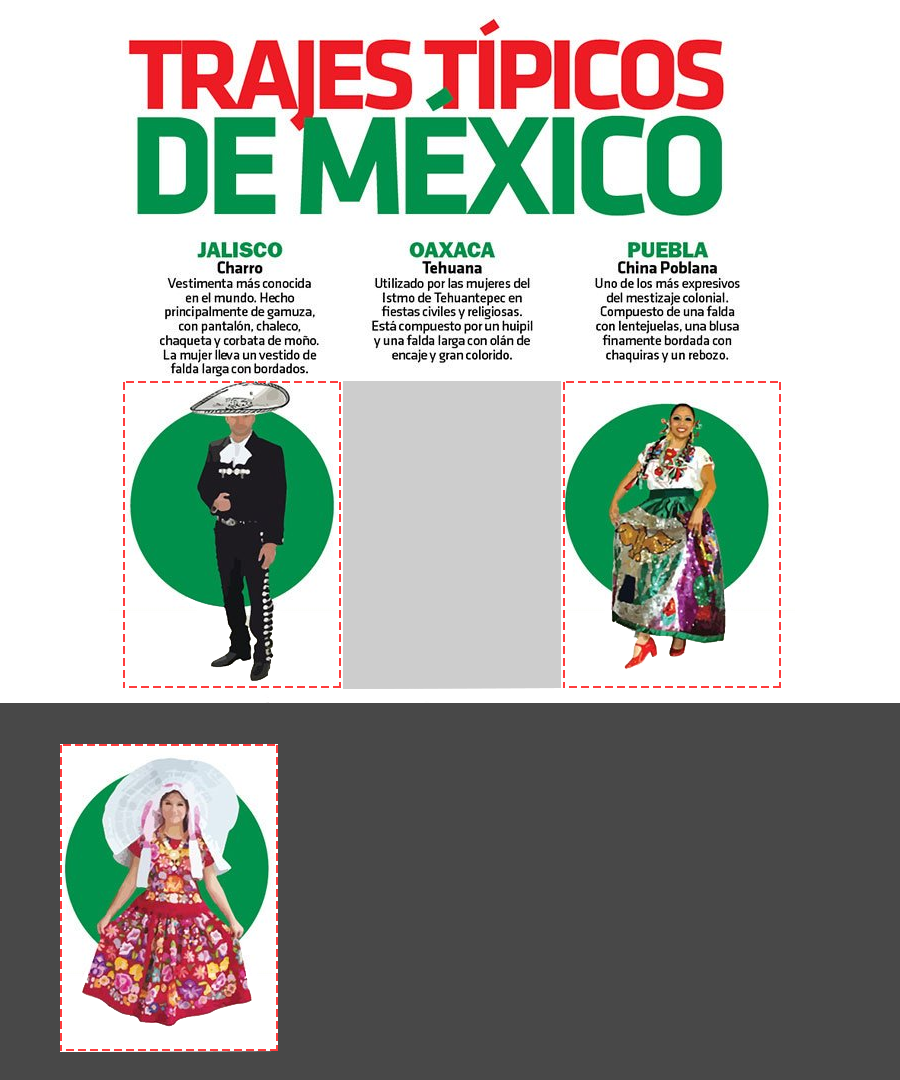 TRAJES TÍPICOS
DE MÉXICO
JALISCO
Charro
Vestimenta más conocida
en el mundo. Hecho
principalmente de gamuza,
con pantalón, chaleco,
chaqueta y corbata de moño.
La mujer lleva un vestido de
falda larga con bordados.
OAXACA
Tehuana
Utilizado por las mujeres del
Istmo de Tehuantepec en
fiestas civiles y religiosas.
Está compuesto por un huipil
y una falda larga con olán de
encaje y gran colorido.
PUEBLA
China Poblana
Uno de los más expresivos
del mestizaje colonial.
Compuesto de una falda
con lentejuelas, una blusa
finamente bordada con
chaquiras y un rebozo.